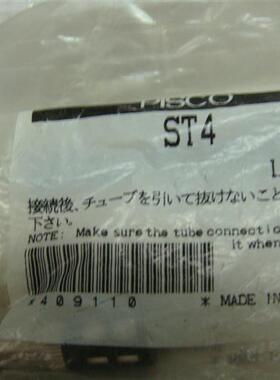 PISCO
ST4
接続後、チューブを引いて抜けないこと
下さい。
NOTE: Make sure the tube connectio
it when
*409110 * MADE IN